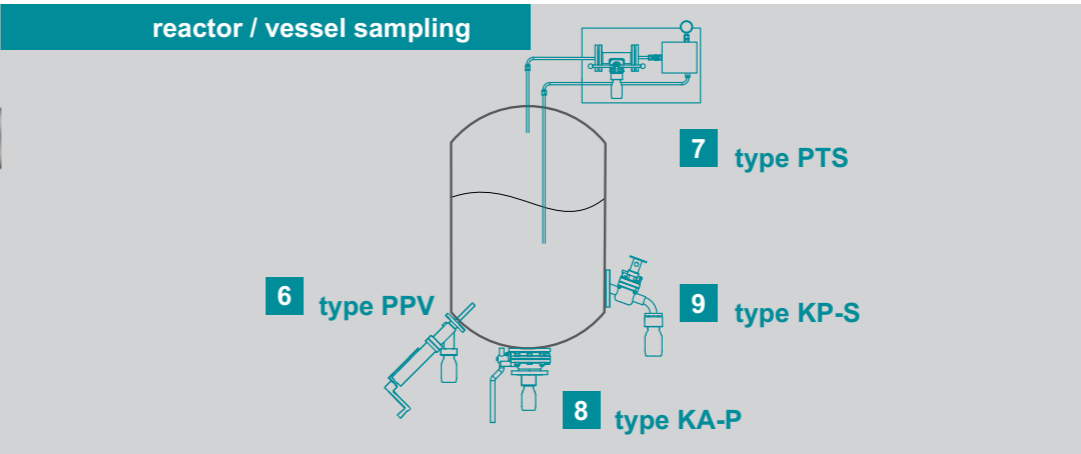 reactor / vessel sampling
7 type PTS
6 type PPV
9 type KP-S
8 type KA-P